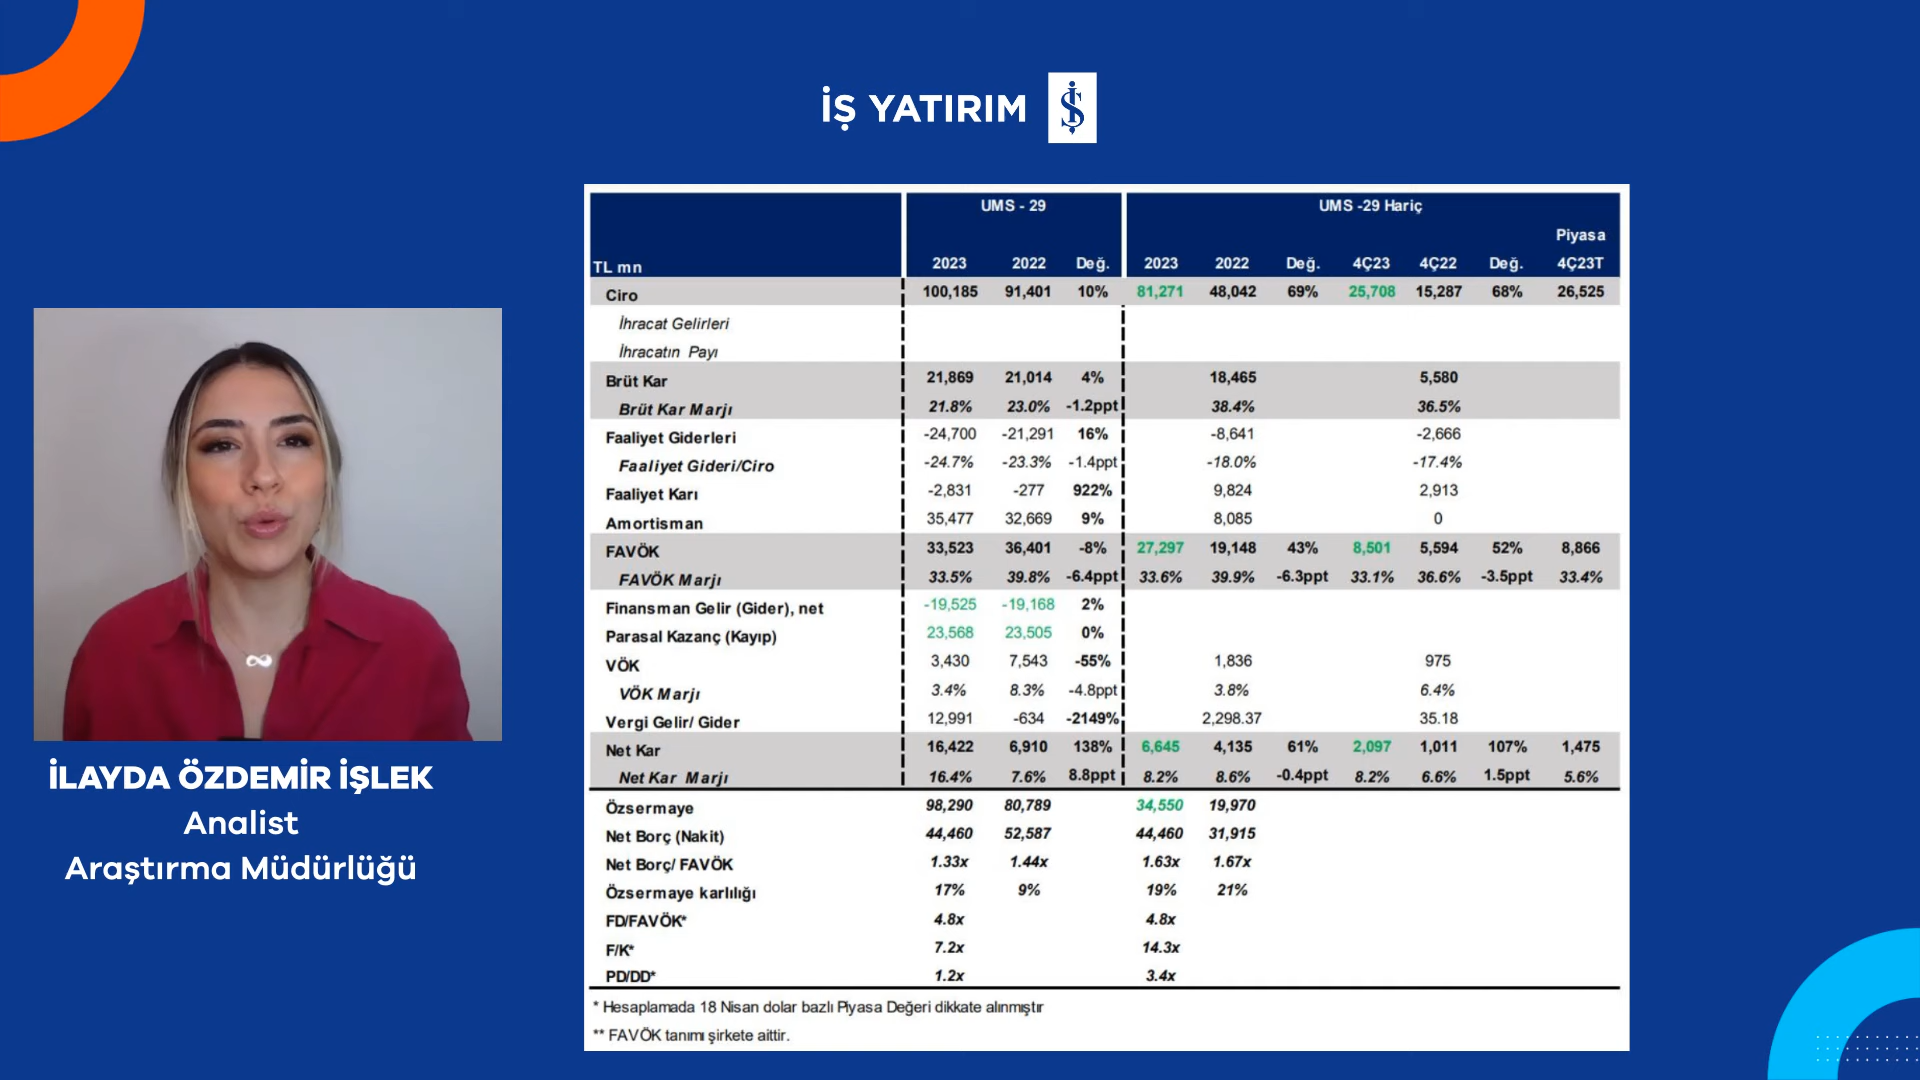 İŞ YATIRIM
UMS - 29 UMS -29 Hariç
Piyasa
TL mn 2023 2022 Değ. 2023 2022 Değ. 4Ç23 4Ç22 Değ. 4Ç23T
Ciro 100,185 91,401 10% 81,271 48,042 69% 25,708 15,287 68% 26,525
İhracat Gelirleri
İhracatın Payı
Brüt Kar 21,869 21,014 4% 18,465 5,580
Brüt Kar Marjı 21.8% 23.0% -1.2ppt 38.4% 36.5%
Faaliyet Giderleri -24,700 -21,291 16% -8,641 -2,666
Faaliyet Gideri/Ciro -24.7% -23.3% -1.4ppt -18.0% -17.4%
Faaliyet Karı -2,831 -277 922% 9,824 2,913
Amortisman 35,477 32,669 9% 8,085 0
FAVÖK 33,523 36,401 -8% 27,297 19,148 43% 8,501 5,594 52% 8,866
FAVÖK Marjı 33.5% 39.8% -6.4ppt 33.6% 39.9% -6.3ppt 33.1% 36.6% -3.5ppt 33.4%
Finansman Gelir (Gider), net -19,525 -19,168 2%
Parasal Kazanç (Kayıp) 23,568 23,505 0%
VÖK 3,430 7,543 -55% 1,836 975
VÖK Marjı 3.4% 8.3% -4.8ppt 3.8% 6.4%
Vergi Gelir/ Gider 12,991 -634 -2149% 2,298.37 35.18
Net Kar 16,422 6,910 138% 6,645 4,135 61% 2,097 1,011 107% 1,475
Net Kar Marjı 16.4% 7.6% 8.8ppt 8.2% 8.6% -0.4ppt 8.2% 6.6% 1.5ppt 5.6%
Özsermaye 98,290 80,789 34,550 19,970
Net Borç (Nakit) 44,460 52,587 44,460 31,915
Net Borç/ FAVÖK 1.33x 1.44x 1.63x 1.67x
Özsermaye karlılığı 17% 9% 19% 21%
FD/FAVÖK* 4.8x 4.8x
F/K* 7.2x 14.3x
PD/DD* 1.2x 3.4x
* Hesaplamada 18 Nisan dolar bazlı Piyasa Değeri dikkate alınmıştır
** FAVÖK tanımı şirkete aittir.
İLAYDA ÖZDEMİR İŞLEK
Analist
Araştırma Müdürlüğü